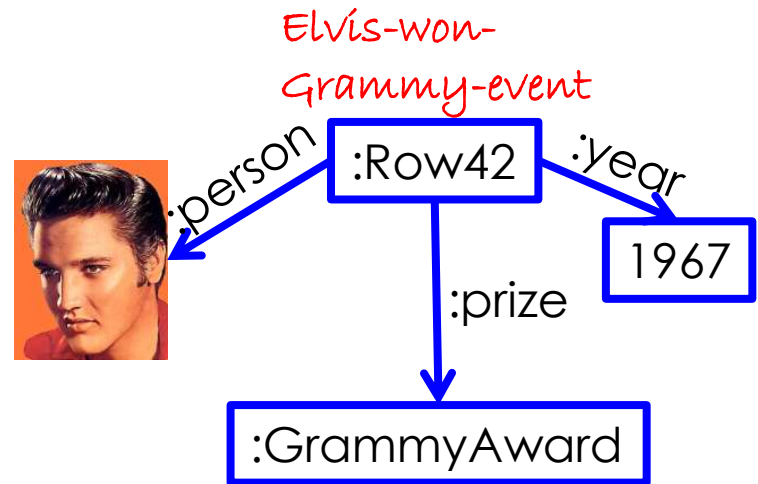 Elvis-won-
Grammy-event
:person
:Row42
:year
1967
:prize
:GrammyAward